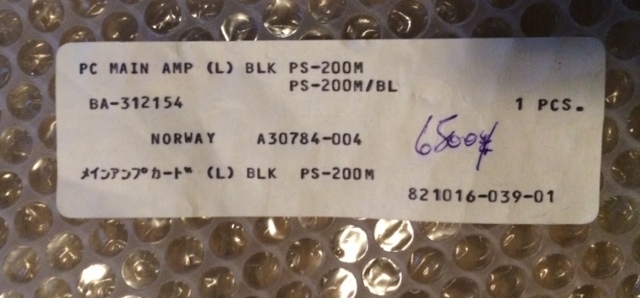 PC MAIN AMP (L) BLK PS-200M
PS-200M/BL
BA-312154 1 PCS.
NORWAY A30784-004
6500¥
メインアンプカード (L) BLK PS-200M
821016-039-01